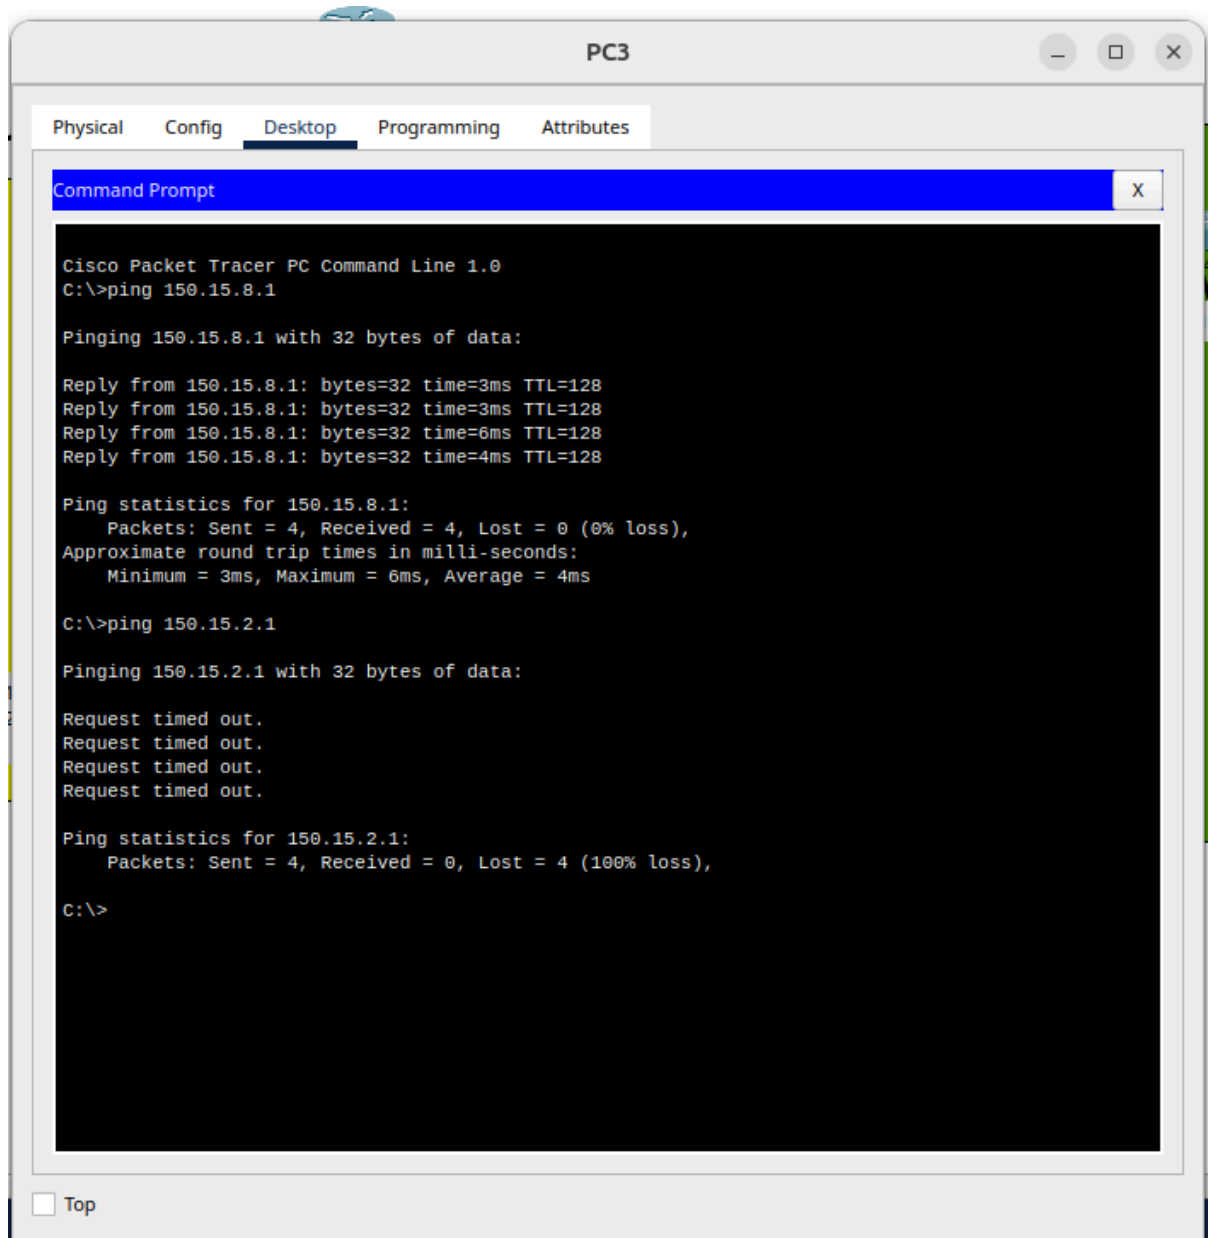 PC3
Physical Config Desktop Programming Attributes
Command Prompt
X
Cisco Packet Tracer PC Command Line 1.0
C:\>ping 150.15.8.1
Pinging 150.15.8.1 with 32 bytes of data:
Reply from 150.15.8.1: bytes=32 time=3ms TTL=128
Reply from 150.15.8.1: bytes=32 time=3ms TTL=128
Reply from 150.15.8.1: bytes=32 time=6ms TTL=128
Reply from 150.15.8.1: bytes=32 time=4ms TTL=128
Ping statistics for 150.15.8.1:
    Packets: Sent = 4, Received = 4, Lost = 0 (0% loss),
Approximate round trip times in milli-seconds:
    Minimum = 3ms, Maximum = 6ms, Average = 4ms
C:\>ping 150.15.2.1
Pinging 150.15.2.1 with 32 bytes of data:
Request timed out.
Request timed out.
Request timed out.
Request timed out.
Ping statistics for 150.15.2.1:
    Packets: Sent = 4, Received = 0, Lost = 4 (100% loss),
C:\>
Top